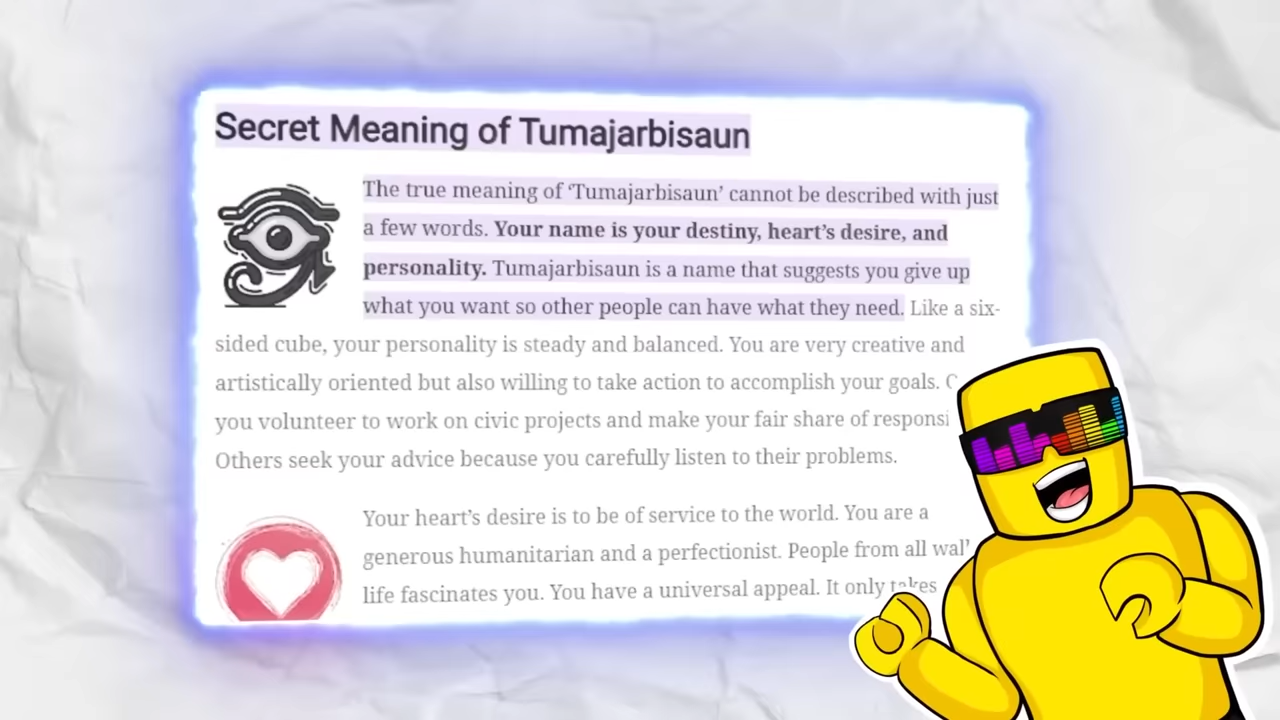 Secret Meaning of Tumajarbisaun
The true meaning of ‘Tumajarbisaun’ cannot be described with just
a few words. Your name is your destiny, heart’s desire, and
personality. Tumajarbisaun is a name that suggests you give up
what you want so other people can have what they need. Like a six-
sided cube, your personality is steady and balanced. You are very creative and
artistically oriented but also willing to take action to accomplish your goals.
you volunteer to work on civic projects and make your fair share of
Others seek your advice because you carefully listen to their problems.
Your heart’s desire is to be of service to the world. You are a
generous humanitarian and a perfectionist. People from all
life fascinates you. You have a universal appeal. It only takes